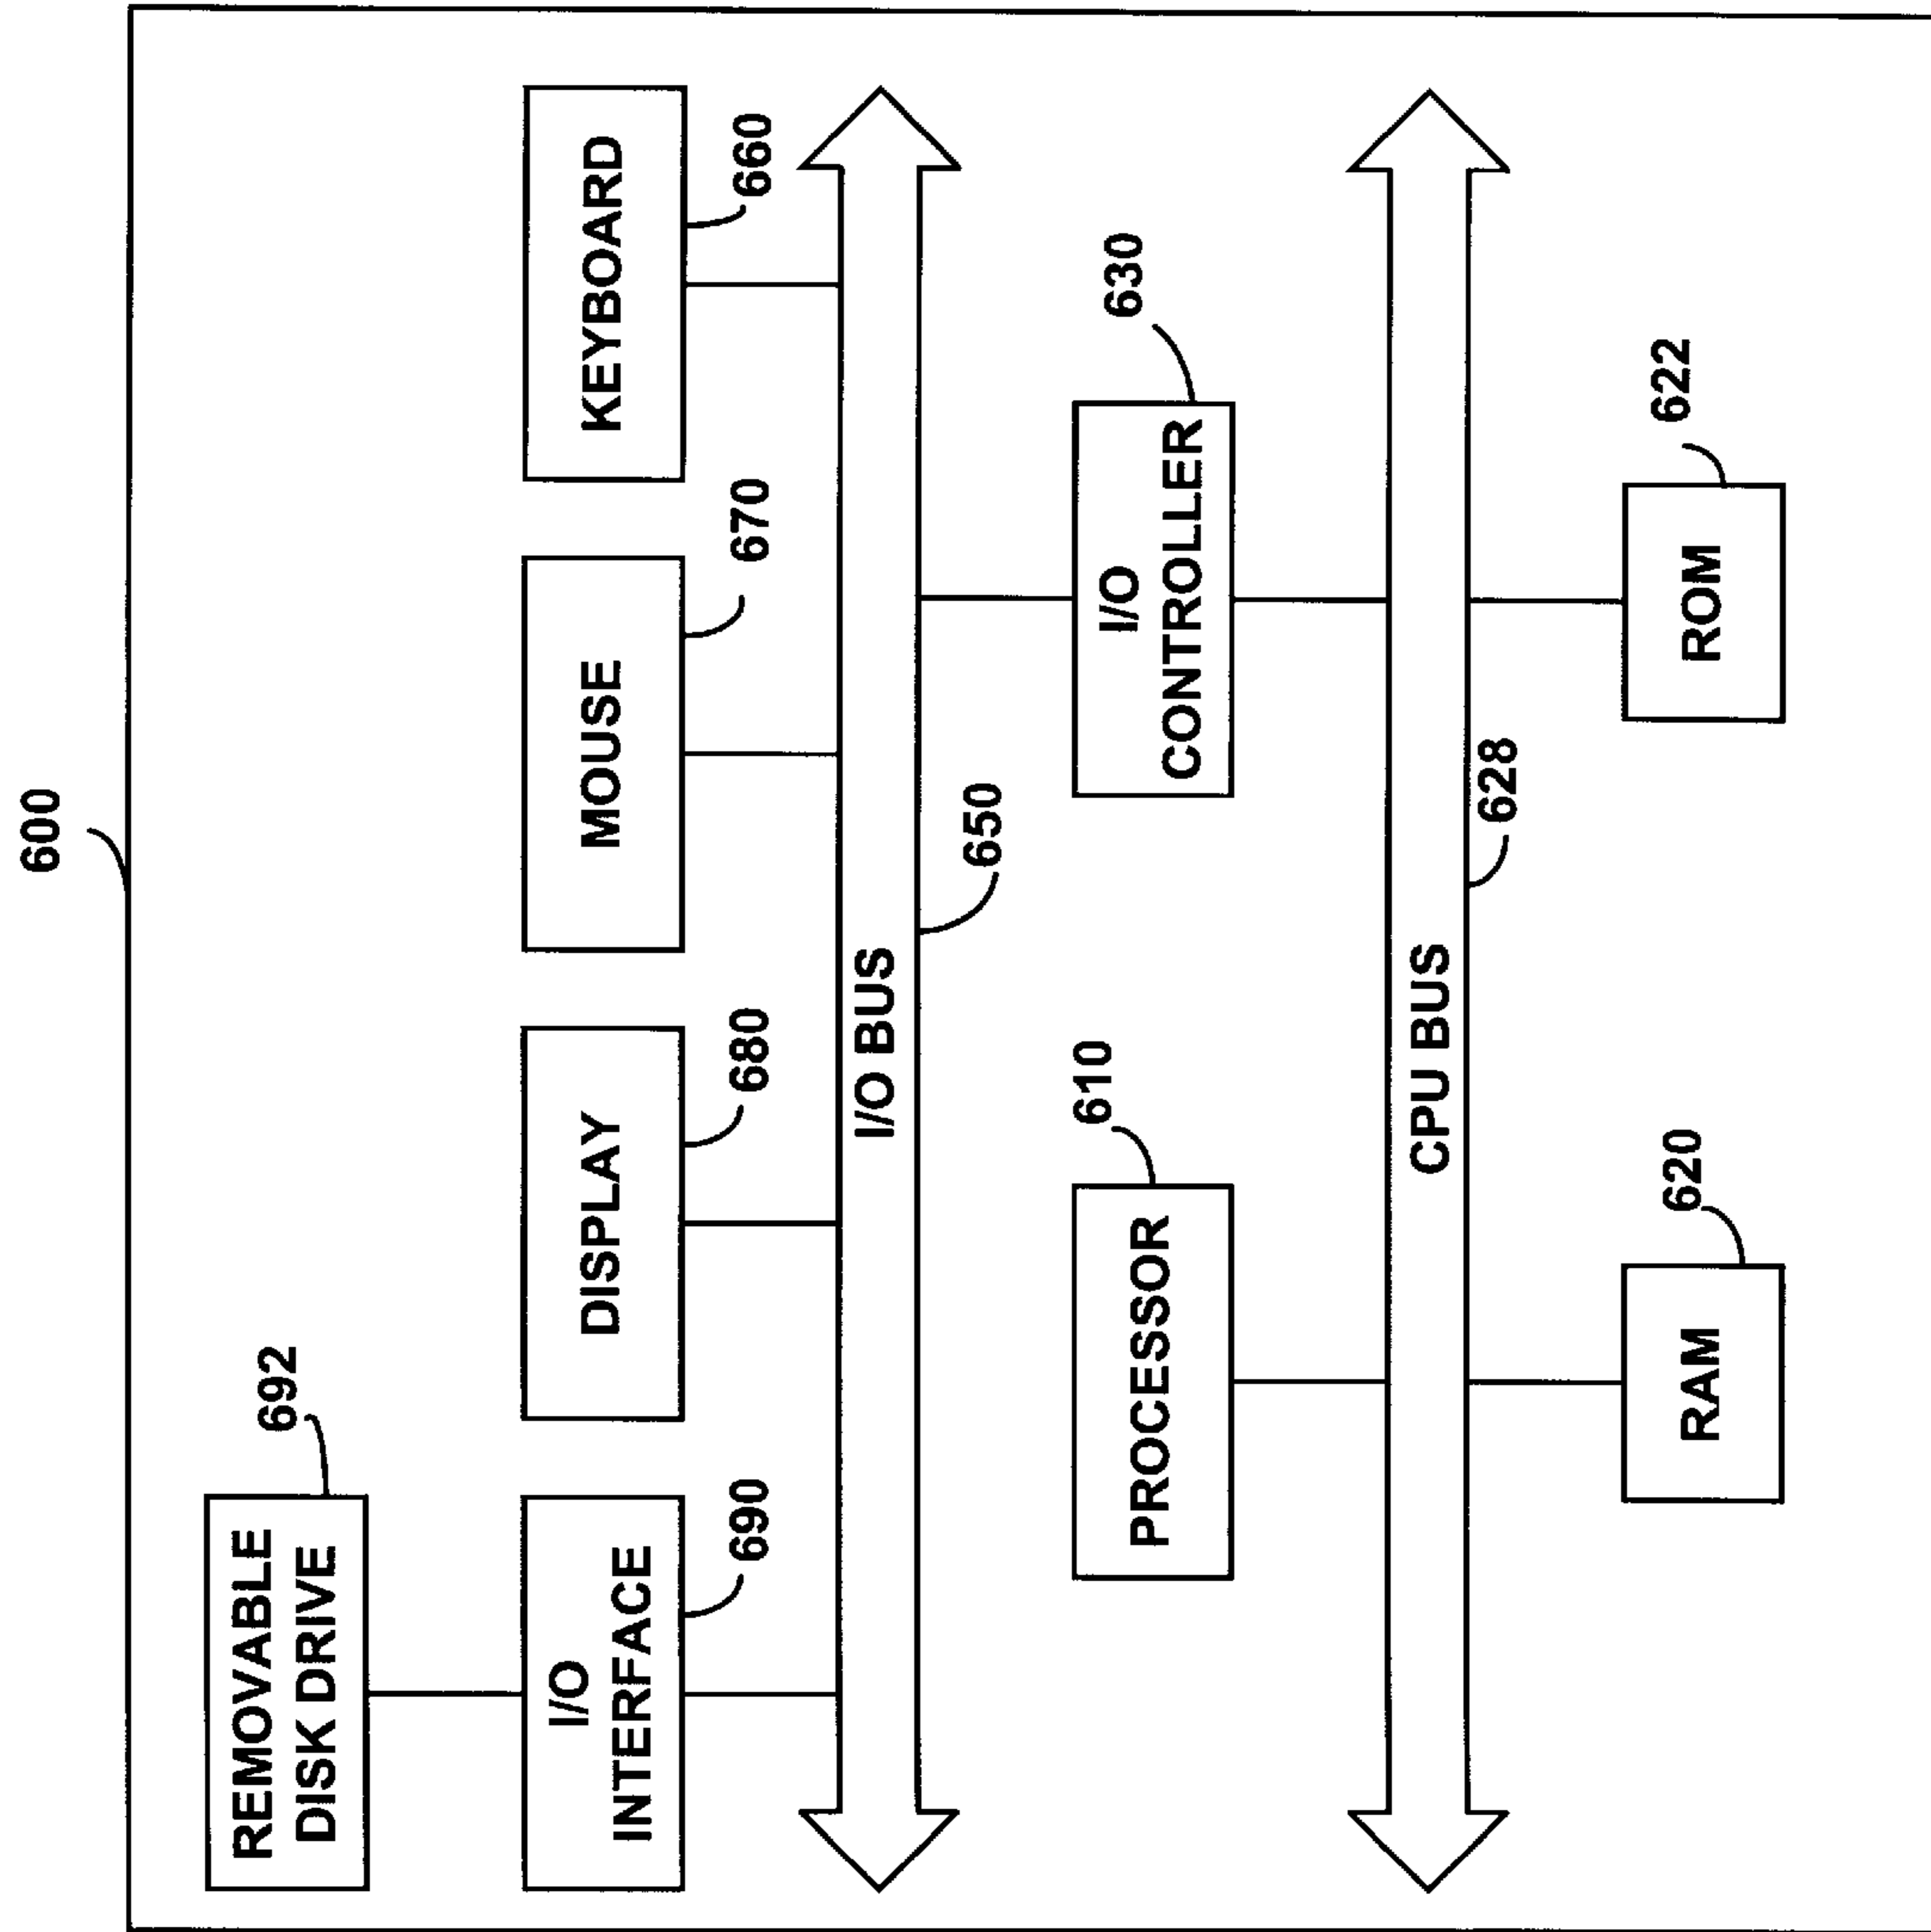 600
REMOVABLE
DISK DRIVE
692
I/O
INTERFACE
690
DISPLAY
680
MOUSE
670
KEYBOARD
660
I/O BUS
650
PROCESSOR
610
I/O
CONTROLLER
630
CPU BUS
628
RAM
620
ROM
622